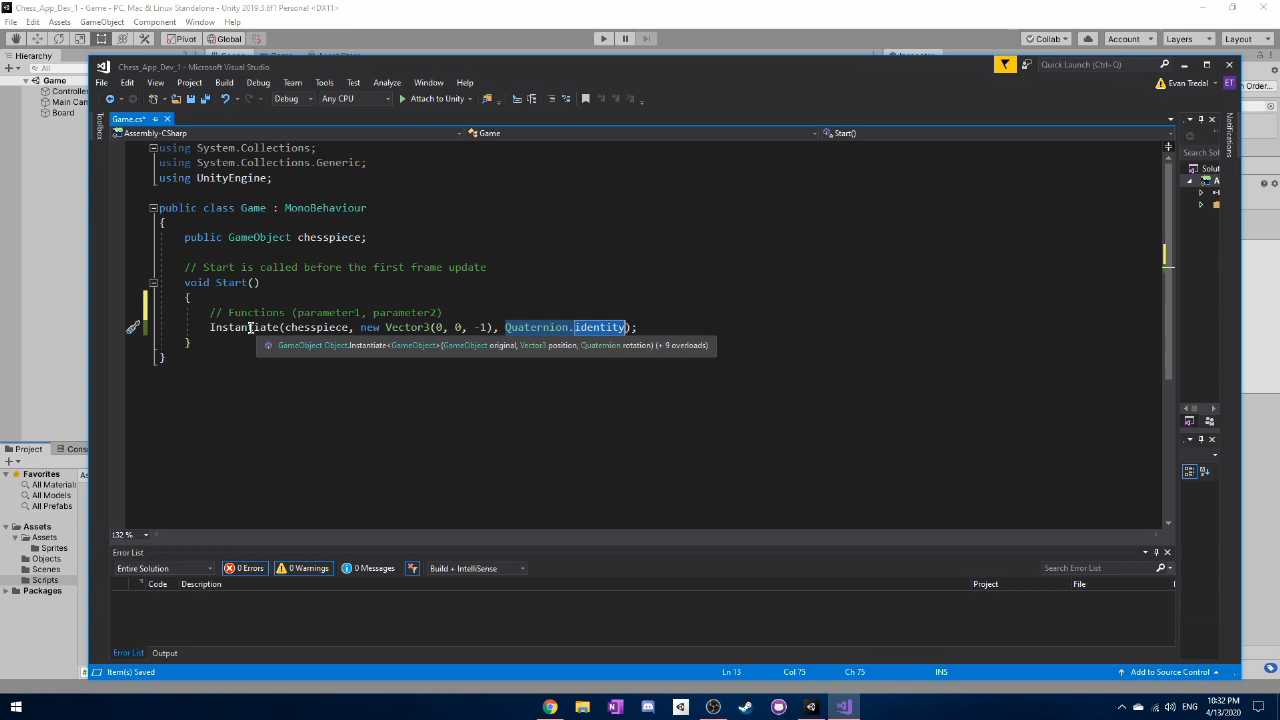 Chess_App_Dev_1 - Game - PC, Mac & Linux Standalone - Unity 2019.3.6f1 Personal <DX11>
File Edit Assets GameObject Component Window Help
Pivot Global Collab Account Layers Layout
Hierarchy
All
Game
Controlle
Main Cam
Board
Chess_App_Dev_1 - Microsoft Visual Studio
Quick Launch (Ctrl+Q)
File Edit View Project Build Debug Team Tools Test Analyze Window Help
Evan Tredal ET
Debug Any CPU Attach to Unity
Order...
Game.cs*
Toolbox
Notifications
Assembly-CSharp Game Start()
using System.Collections;
using System.Collections.Generic;
using UnityEngine;
Search Sol
Solut
public class Game : MonoBehaviour
{
public GameObject chesspiece;
// Start is called before the first frame update
void Start()
{
// Functions (parameter1, parameter2)
Instantiate(chesspiece, new Vector3(0, 0, -1), Quaternion.identity);
GameObject Object.Instantiate<GameObject>(GameObject original, Vector3 position, Quaternion rotation) (+ 9 overloads)
}
}
Project Conso
Favorites
All Materials
All Models
All Prefabs
Assets
Assets
Sprites
Objects
Scenes
Scripts
Packages
132 %
Error List
Entire Solution 0 Errors 0 Warnings 0 Messages Build + IntelliSense Search Error List
Code Description Project File
Error List Output
Item(s) Saved Ln 13 Col 75 Ch 75 INS Add to Source Control
ENG 10:32 PM
4/13/2020